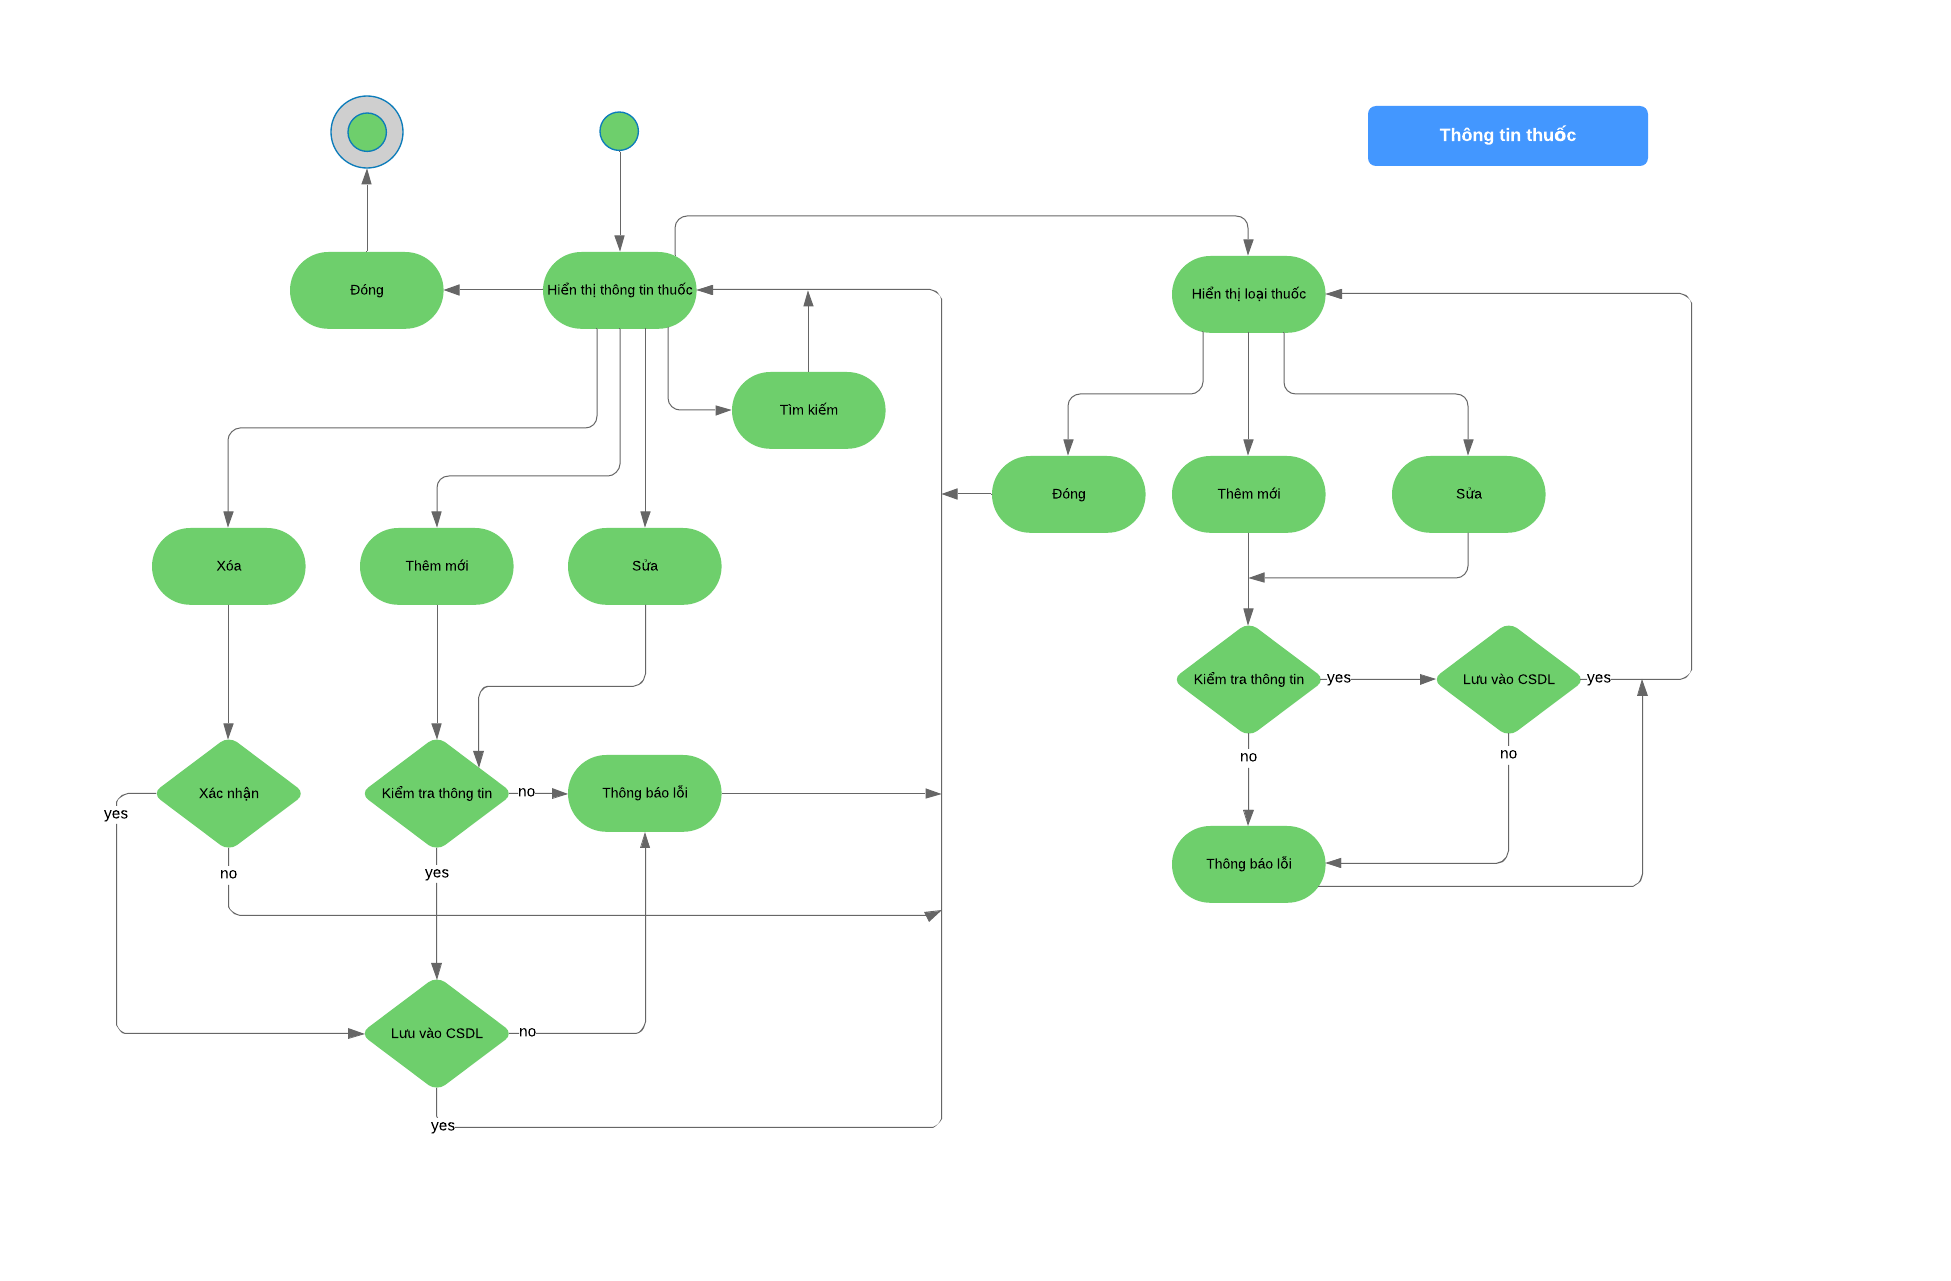 Thông tin thuốc
Đóng
Hiển thị thông tin thuốc
Hiển thị loại thuốc
Tìm kiếm
Đóng
Thêm mới
Sửa
Xóa
Thêm mới
Sửa
Kiểm tra thông tin
yes
Lưu vào CSDL
yes
no
no
Xác nhận
Kiểm tra thông tin
no
Thông báo lỗi
yes
no
yes
Thông báo lỗi
Lưu vào CSDL
no
yes